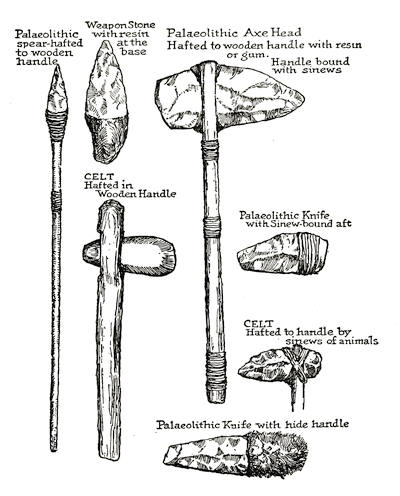 Palaeolithic
spear-hafted
to wooden
handle
Weapon Stone
with resin
at the
base
Palaeolithic Axe Head
Hafted to wooden handle with resin
or gum.
Handle bound
with sinews
CELT
Hafted in
Wooden Handle
Palaeolithic Knife
with Sinew-bound aft
CELT
Hafted to handle by
sinews of animals
Palaeolithic Knife with hide handle